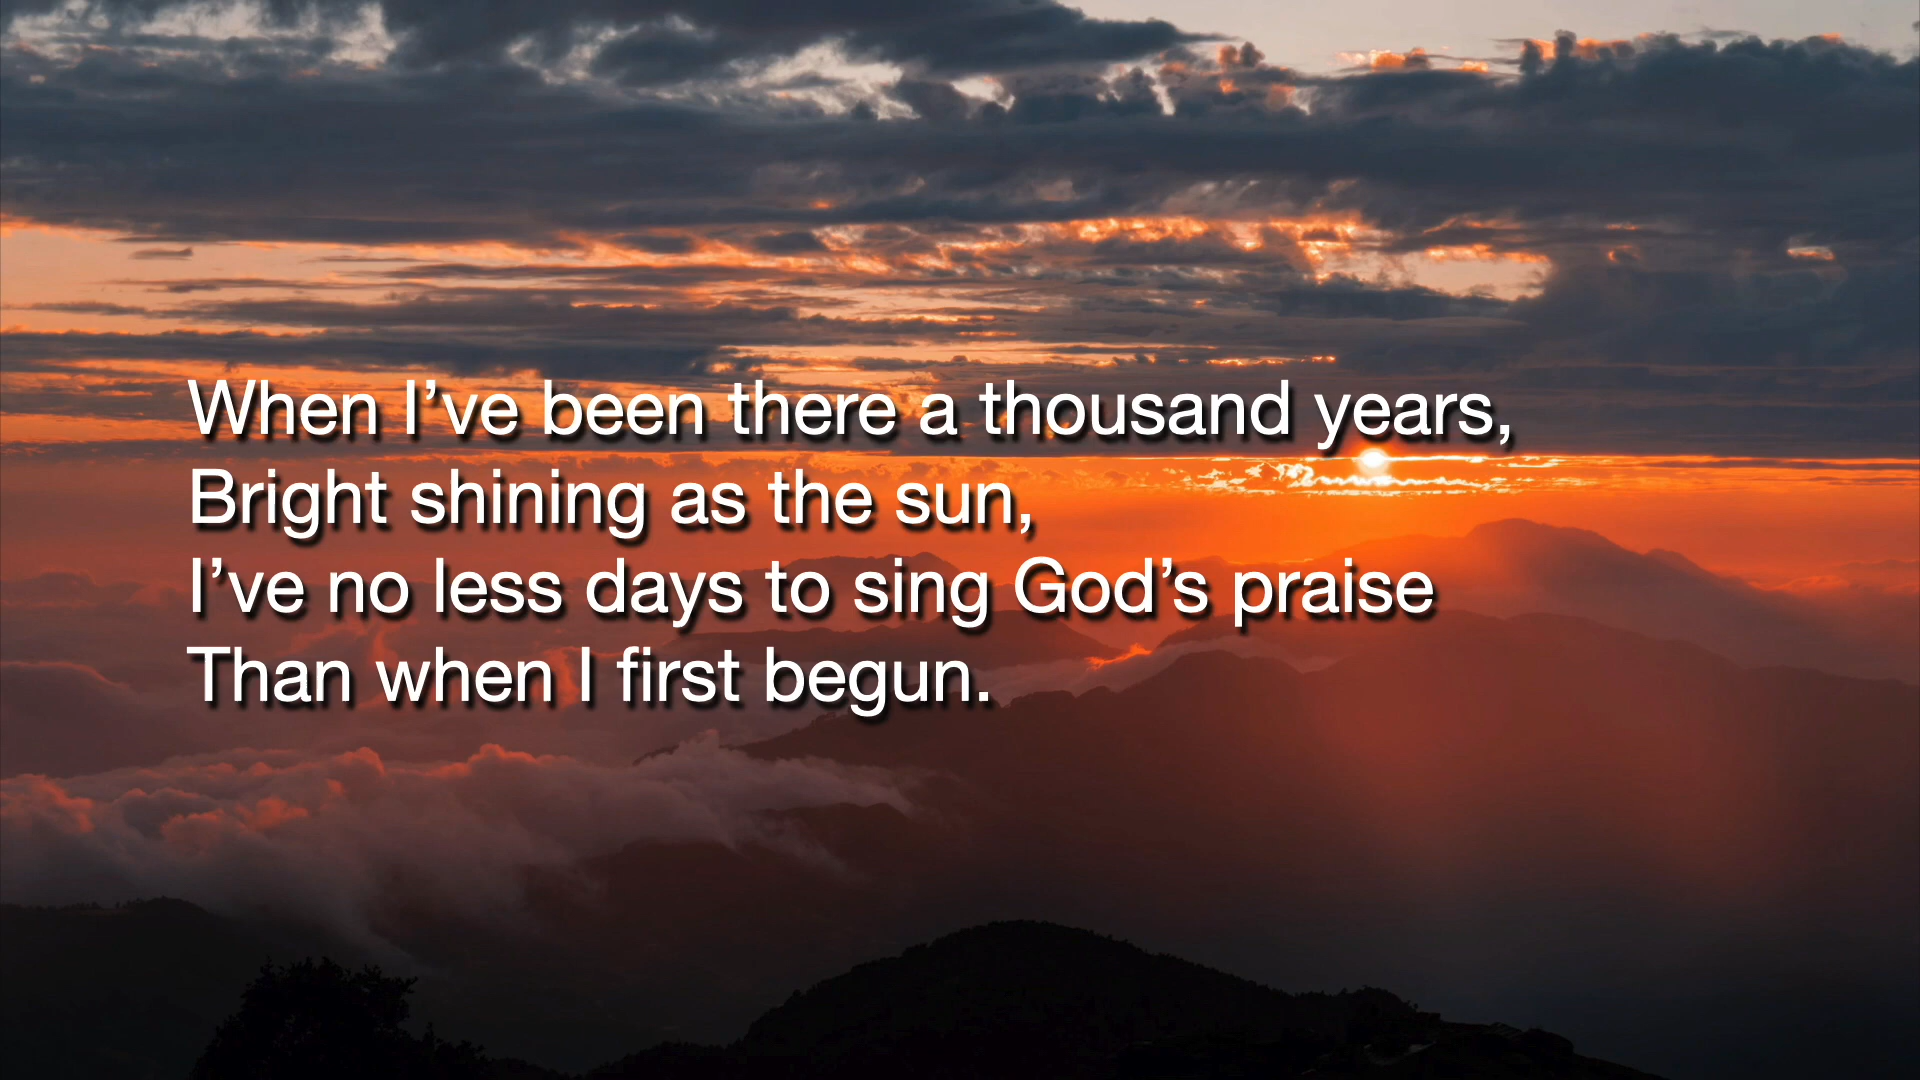 When I’ve been there a thousand years,
Bright shining as the sun,
I’ve no less days to sing God’s praise
Than when I first begun.